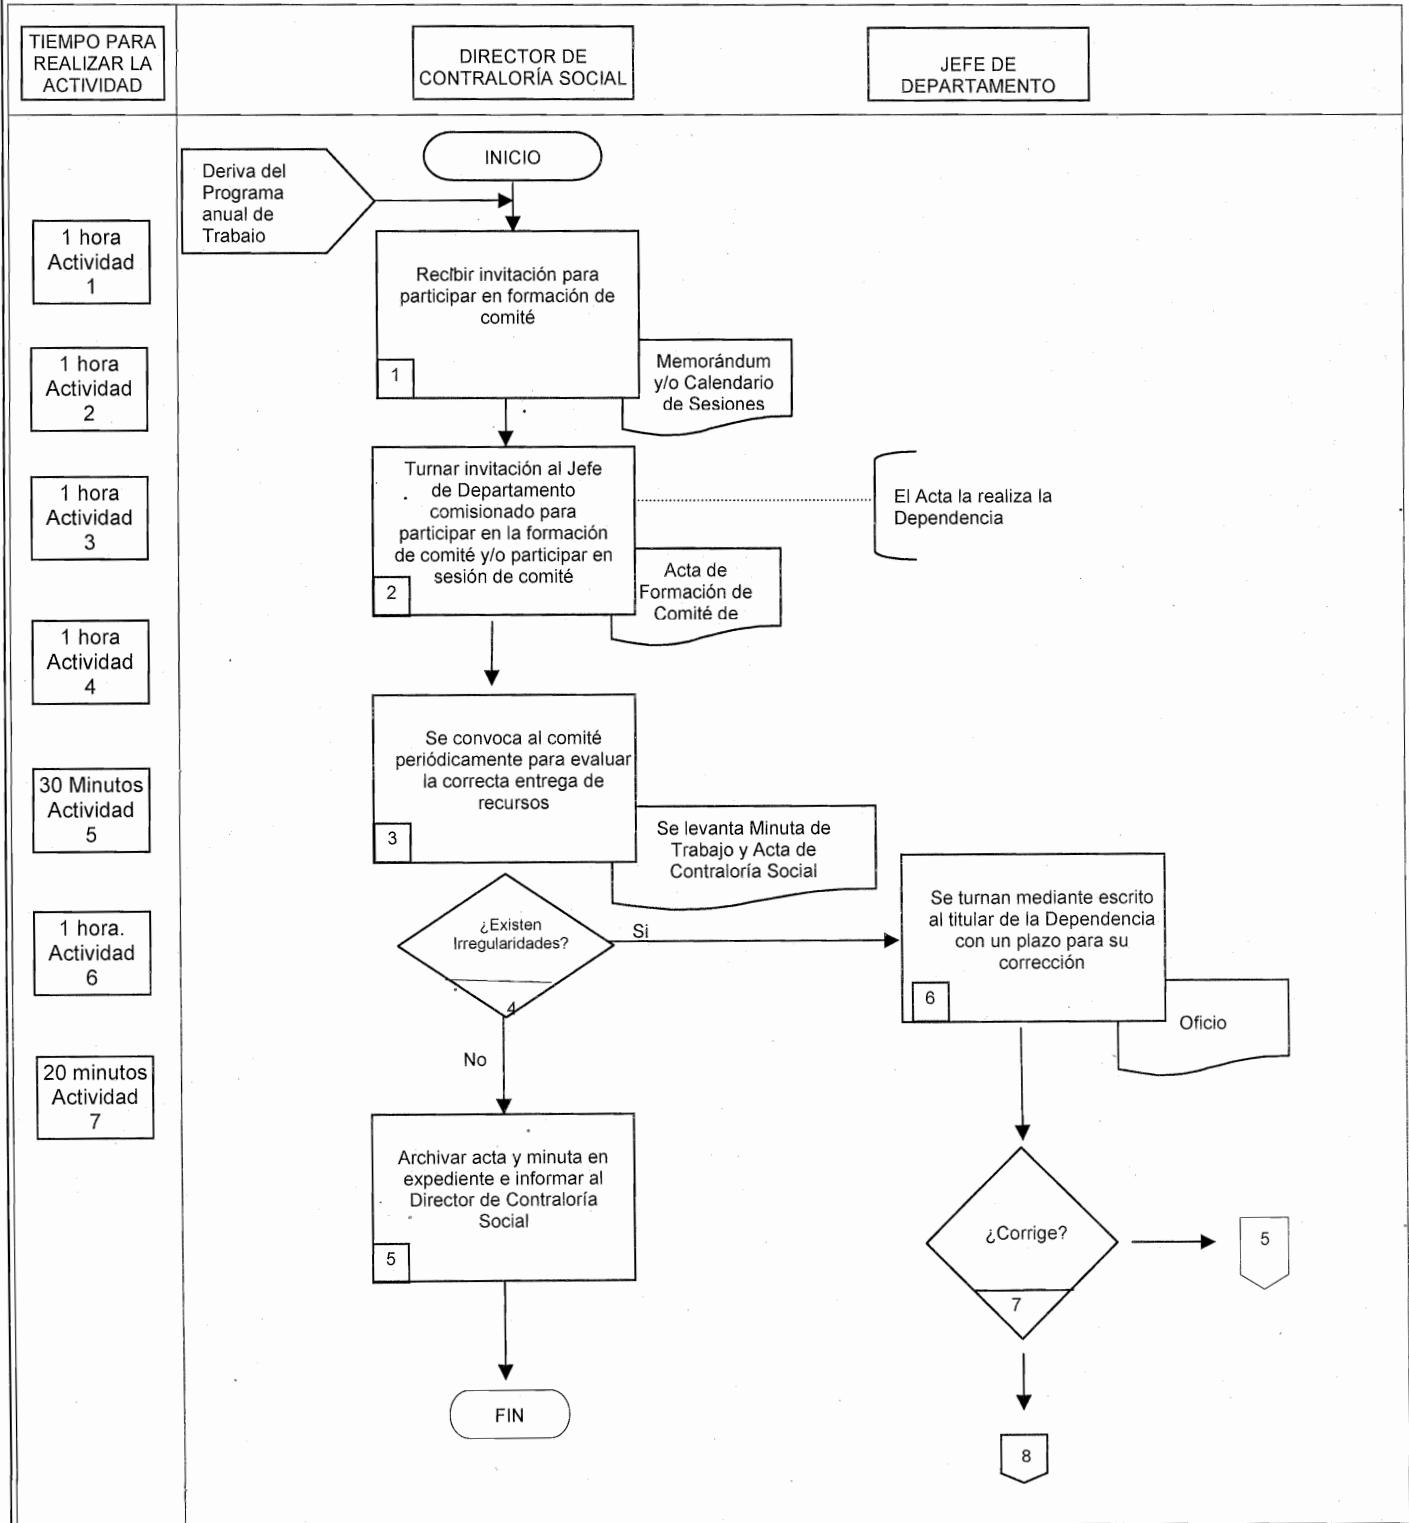 TIEMPO PARA
REALIZAR LA
ACTIVIDAD
DIRECTOR DE
CONTRALORÍA SOCIAL
JEFE DE
DEPARTAMENTO
INICIO
Deriva del
Programa
anual de
Trabajo
1 hora
Actividad
1
Recibir invitación para
participar en formación de
comité
1
Memorándum
y/o Calendario
de Sesiones
1 hora
Actividad
2
Turnar invitación al Jefe
de Departamento
comisionado para
participar en la formación
de comité y/o participar en
sesión de comité
2
El Acta la realiza la
Dependencia
1 hora
Actividad
3
Acta de
Formación de
Comité de
1 hora
Actividad
4
Se convoca al comité
periódicamente para evaluar
la correcta entrega de
recursos
3
30 Minutos
Actividad
5
Se levanta Minuta de
Trabajo y Acta de
Contraloría Social
¿Existen
Irregularidades?
4
Si
Se turnan mediante escrito
al titular de la Dependencia
con un plazo para su
corrección
6
Oficio
1 hora.
Actividad
6
No
20 minutos
Actividad
7
Archivar acta y minuta en
expediente e informar al
Director de Contraloría
Social
5
¿Corrige?
7
5
FIN
8